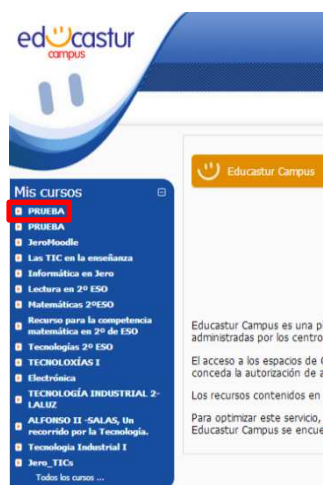 educastur
campus
Educastur Campus
Mis cursos
PRUEBA
PRUEBA
JeroMoodle
Las TIC en la enseñanza
Informática en Jero
Lectura en 2º ESO
Matemáticas 2ºESO
Recurso para la competencia
matemática en 2º de ESO
Tecnologías 2º ESO
TECNOLOXÍAS I
Electrónica
TECNOLOGÍA INDUSTRIAL 2-
LALUZ
ALFONSO II -SALAS, Un
recorrido por la Tecnología.
Tecnologia Industrial I
Jero_TICs
Todos los cursos ...
Educastur Campus es una p
administradas por los centro
El acceso a los espacios de
conceda la autorización de a
Los recursos contenidos en
Para optimizar este servicio,
Educastur Campus se encue